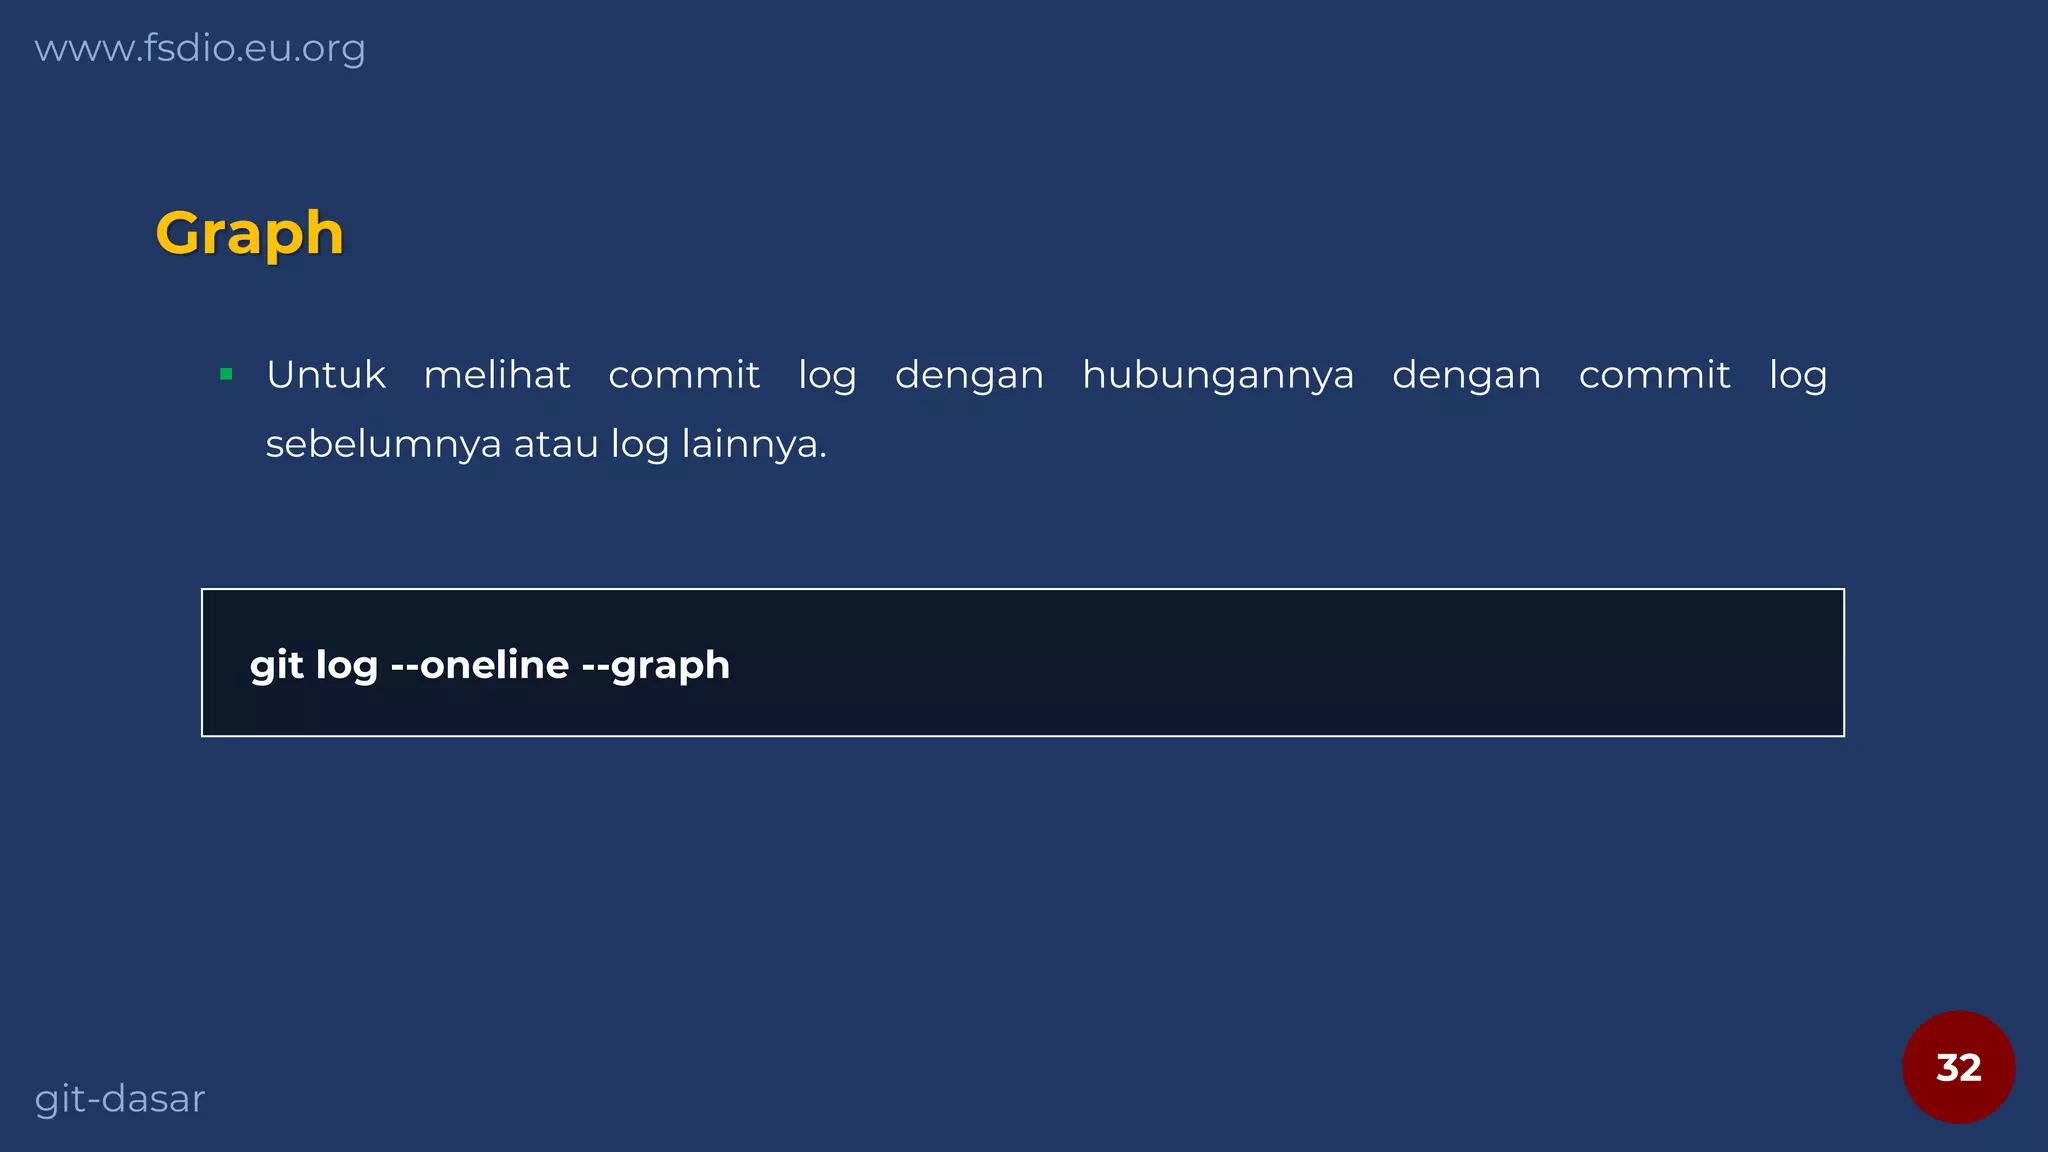 www.fsdio.eu.org
Graph
▪ Untuk melihat commit log dengan hubungannya dengan commit log
sebelumnya atau log lainnya.
git log --oneline --graph
32
git-dasar